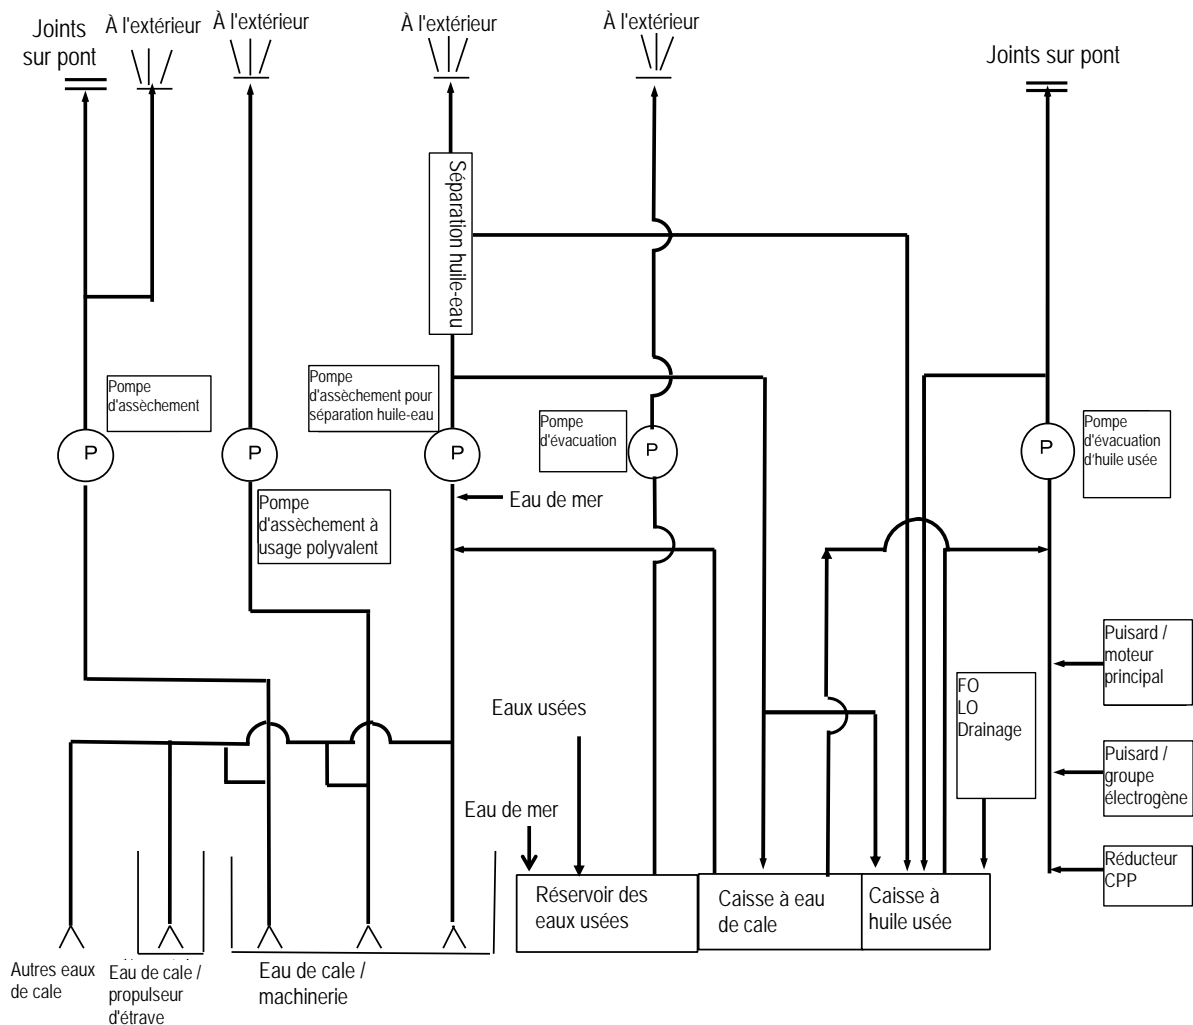 Joints
sur pont
À l'extérieur
À l'extérieur
À l'extérieur
À l'extérieur
Joints sur pont
Séparation huile-eau
Pompe
d'assèchement
Pompe
d'assèchement pour
séparation huile-eau
Pompe
d'évacuation
Pompe
d'évacuation
d'huile usée
P
P
P
P
P
Pompe
d'assèchement à
usage polyvalent
Eau de mer
Puisard /
moteur
principal
FO
LO
Drainage
Eaux usées
Puisard /
groupe
électrogène
Eau de mer
Réducteur
CPP
Réservoir des
eaux usées
Caisse à eau
de cale
Caisse à
huile usée
Autres eaux
de cale
Eau de cale /
propulseur
d'étrave
Eau de cale /
machinerie